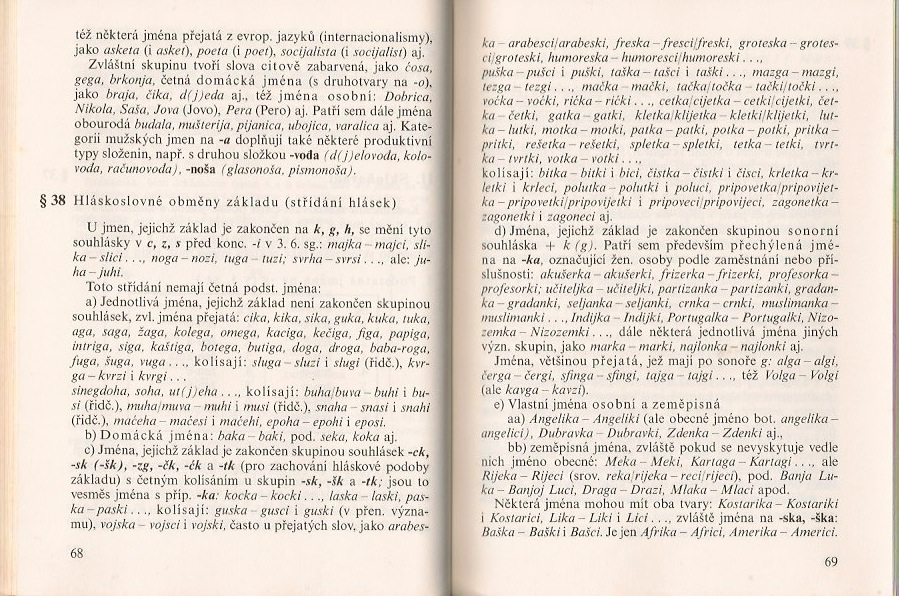 též některá jména přejatá z evrop. jazyků (internacionalismy),
jako asketa (i asket), poeta (i poet), socijalista (i socijalist) aj.
Zvláštní skupinu tvoří slova citově zabarvená, jako ćosa,
gega, brkonja, četná domácká jména (s druhotvary na -o),
jako braja, čika, d(j)eda aj., též jména osobní: Dobrica,
Nikola, Saša, Jova (Jovo), Pera (Pero) aj. Patří sem dále jména
obourodá budala, mušterija, pijanica, ubojica, varalica aj. Kate-
gorii mužských jmen na -a doplňují také některé produktivní
typy složenin, např. s druhou složkou -voda (d(j)elovođa, kolo-
vođa, računovođa), -noša (glasonoša, pismonoša).
§ 38 Hláskoslovné obměny základu (střídání hlásek)
U jmen, jejichž základ je zakončen na k, g, h, se mění tyto
souhlásky v c, z, s před konc. -i v 3. 6. sg.: majka – majci, sli-
ka – slici . . ., noga – nozi, tuga – tuzi; svrha – svrsi . . ., ale: ju-
ha – juhi.
Toto střídání nemají četná podst. jména:
a) Jednotlivá jména, jejichž základ není zakončen skupinou
souhlásek, zvl. jména přejatá: cika, kika, sika, guka, kuka, tuka,
aga, saga, žaga, kolega, omega, kaciga, kečiga, figa, papiga,
intriga, siga, kaštiga, botega, butiga, doga, droga, baba-roga,
fuga, šuga, vuga . . ., kolísají: sluga – sluzi i slugi (řidč.), kvr-
ga – kvrzi i kvrgi . . .
sinegdoha, soha, ut(j)eha . . ., kolísají: buha/buva – buhi i bu-
si (řidč.), muha/muva – muhi i musi (řidč.), snaha – snasi i snahi
(řidč.), maćeha – maćesi i maćehi, epoha – epohi i eposi.
b) Domácká jména: baka – baki, pod. seka, koka aj.
c) Jména, jejichž základ je zakončen skupinou souhlásek -ck,
-sk (-šk), -zg, -čk, -ćk a -tk (pro zachování hláskové podoby
základu) s četným kolísáním u skupin -sk, -šk a -tk; jsou to
vesměs jména s příp. -ka: kocka – kocki . . ., laska – laski, pas-
ka – paski . . ., kolísají: guska – gusci i guski (v přen. význa-
mu), vojska – vojsci i vojski, často u přejatých slov, jako arabes-
68
ka – arabesci/arabeski, freska – fresci/freski, groteska – grotes-
ci/groteski, humoreska – humoresci/humoreski . . .,
puška – pušci i puški, taška – tašci i taški . . ., mazga – mazgi,
tezga – tezgi . . ., mačka – mački, tačka/točka – tački/točki . . .,
voćka – voćki, rićka – rićki . . ., cetka/cijetka – cetki/cijetki, čet-
ka – četki, gatka – gatki, kletka/klijetka – kletki/klijetki, lut-
ka – lutki, motka – motki, patka – patki, potka – potki, pritka –
pritki, rešetka – rešetki, spletka – spletki, tetka – tetki, tvrt-
ka – tvrtki, votka – votki . . .,
kolísají: bitka – bitki i bici, čistka – čistki i čisci, krletka – kr-
letki i krleci, polutka – polutki i poluci, pripovetka/pripovijet-
ka – pripovetki/pripovijetki i pripoveci/pripovijeci, zagonetka –
zagonetki i zagoneci aj.
d) Jména, jejichž základ je zakončen skupinou sonorní
souhláska + k (g). Patří sem především přechýlená jmé-
na na -ka, označující žen. osoby podle zaměstnání nebo pří-
slušnosti: akušerka – akušerki, frizerka – frizerki, profesorka –
profesorki; učiteljka – učiteljki, partizanka – partizanki, građan-
ka – građanki, seljanka – seljanki, crnka – crnki, muslimanka –
muslimanki . . ., Indijka – Indijki, Portugalka – Portugalki, Nizo-
zemka – Nizozemki . . ., dále některá jednotlivá jména jiných
význ. skupin, jako marka – marki, najlonka – najlonki aj.
Jména, většinou přejatá, jež mají po sonoře g: alga – algi,
čerga – čergi, sfinga – sfingi, tajga – tajgi . . ., též Volga – Volgi
(ale kavga – kavzi).
e) Vlastní jména osobní a zeměpisná
aa) Angelika – Angeliki (ale obecné jméno bot. angelika –
angelici), Dubravka – Dubravki, Zdenka – Zdenki aj.,
bb) zeměpisná jména, zvláště pokud se nevyskytuje vedle
nich jméno obecné: Meka – Meki, Kartaga – Kartagi . . ., ale
Rijeka – Rijeci (srov. reka/rijeka – reci/rijeci), pod. Banja Lu-
ka – Banjoj Luci, Draga – Drazi, Mlaka – Mlaci apod.
Některá jména mohou mít oba tvary: Kostarika – Kostariki
i Kostarici, Lika – Liki i Lici . . ., zvláště jména na -ska, -ška:
Baška – Baški i Bašci. Je jen Afrika – Africi, Amerika – Americi.
69